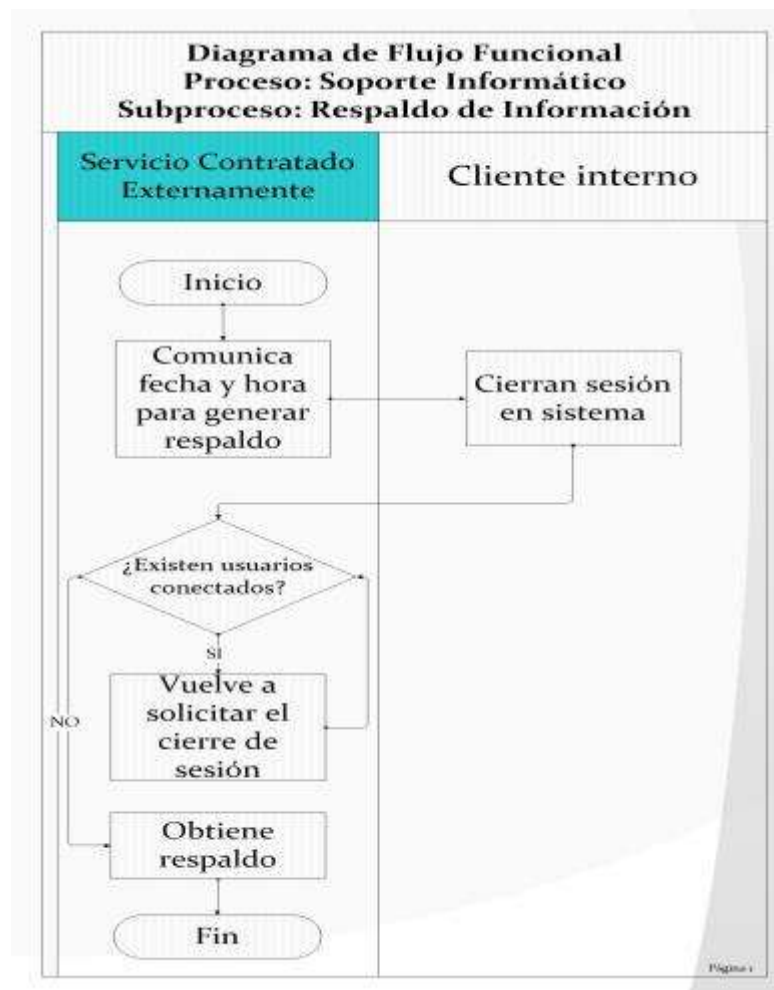 Diagrama de Flujo Funcional
Proceso: Soporte Informático
Subproceso: Respaldo de Información
Servicio Contratado
Externamente
Cliente interno
Inicio
Comunica
fecha y hora
para generar
respaldo
Cierran sesión
en sistema
¿Existen usuarios
conectados?
SI
Vuelve a
solicitar el
cierre de
sesión
NO
Obtiene
respaldo
Fin
Página 1